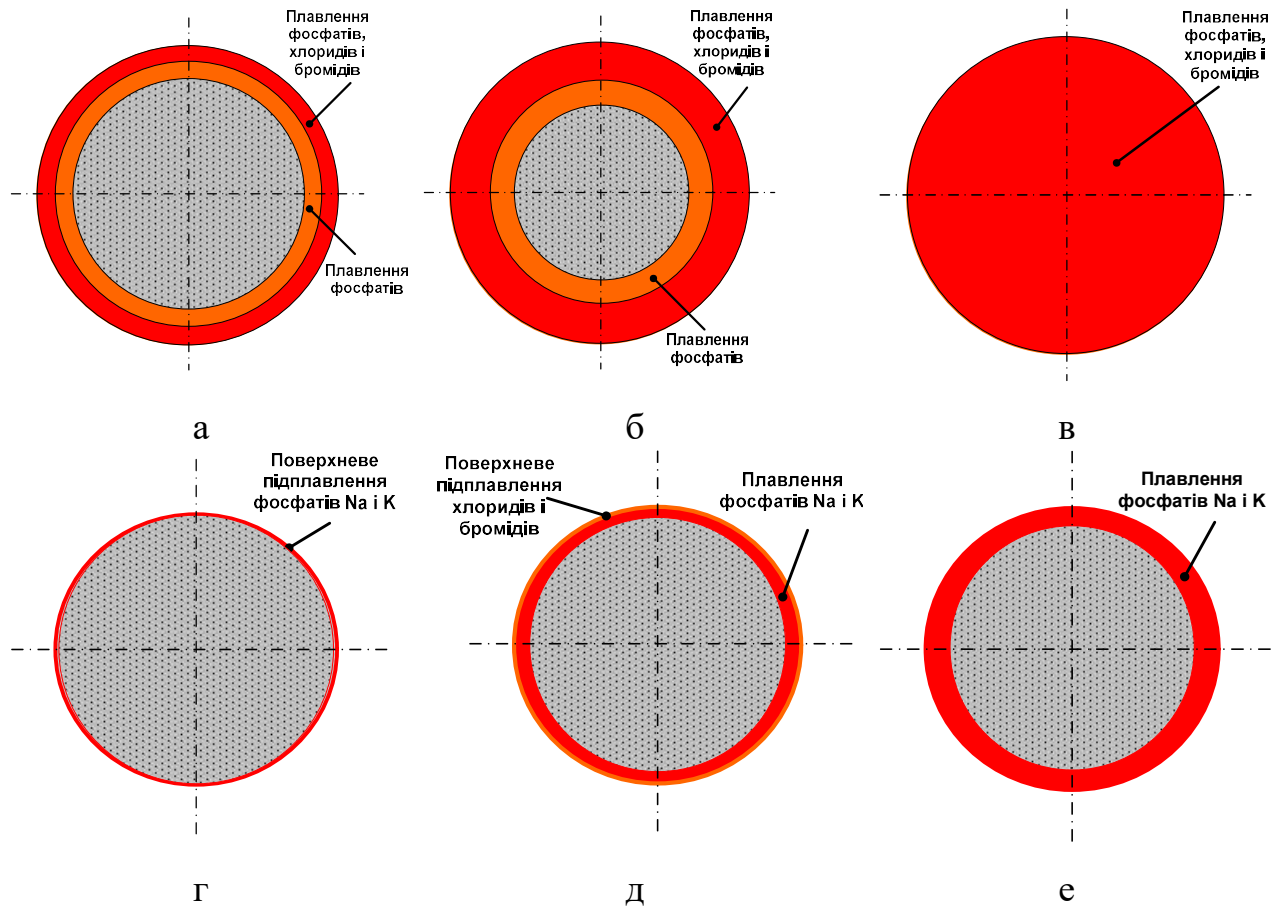 Плавлення
фосфатів,
хлоридів і
бромідів
Плавлення
фосфатів
а
Плавлення
фосфатів,
хлоридів і
бромідів
Плавлення
фосфатів
б
Плавлення
фосфатів,
хлоридів і
бромідів
в
Поверхневе
підплавлення
фосфатів Na і K
г
Поверхневе
підплавлення
хлоридів і
бромідів
Плавлення
фосфатів Na і K
д
Плавлення
фосфатів Na і K
е